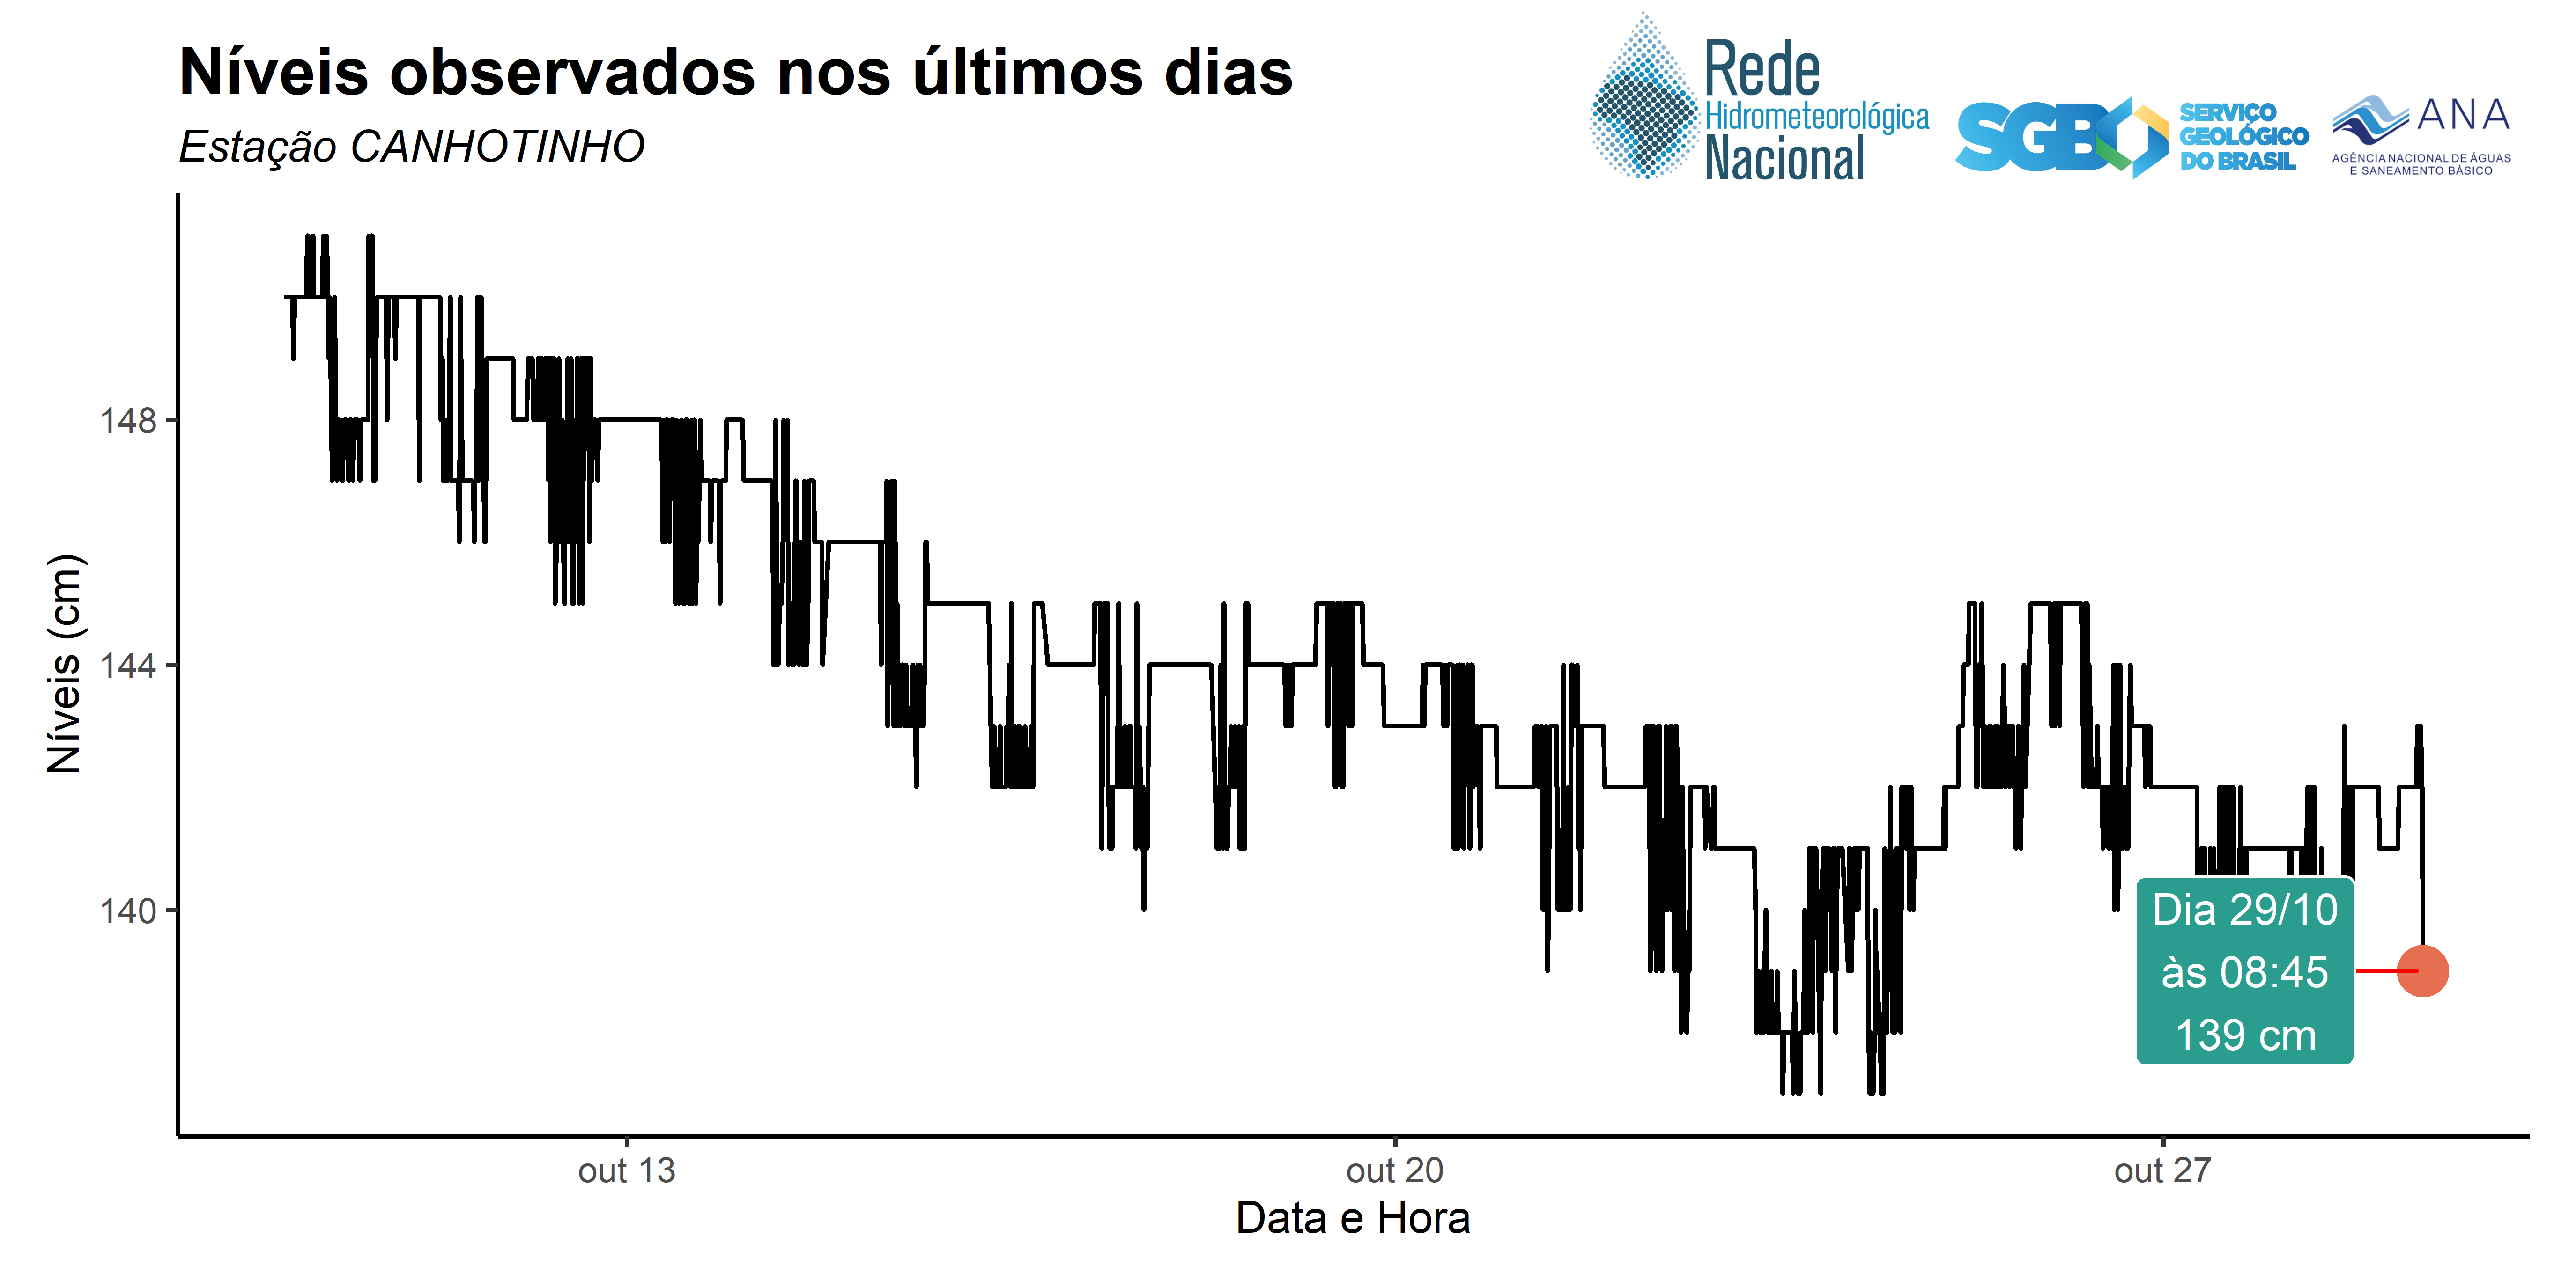 Níveis observados nos últimos dias
Estação CANHOTINHO
Rede
Hidrometeorológica
Nacional
SGB
SERVIÇO
GEOLÓGICO
DO BRASIL
ANA
AGÊNCIA NACIONAL DE ÁGUAS
E SANEAMENTO BÁSICO
Níveis (cm)
148
144
140
Dia 29/10
às 08:45
139 cm
out 13
out 20
out 27
Data e Hora